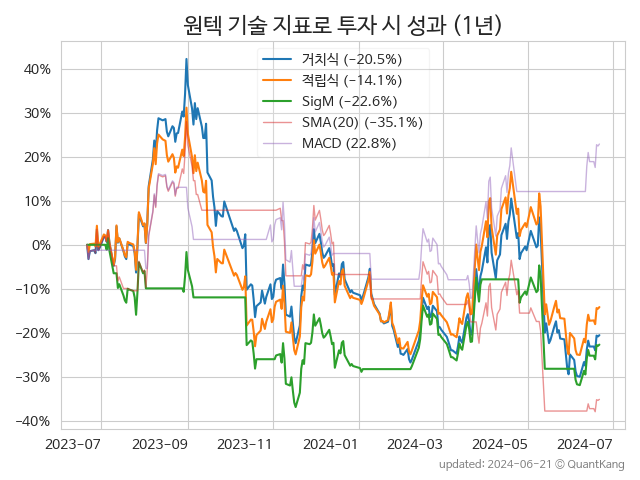 원텍 기술 지표로 투자 시 성과 (1년)
거치식 (−20.5%)
적립식 (−14.1%)
SigM (−22.6%)
SMA(20) (−35.1%)
MACD (22.8%)
40%
30%
20%
10%
0%
−10%
−20%
−30%
−40%
2023-07 2023-09 2023-11 2024-01 2024-03 2024-05 2024-07
updated: 2024-06-21 © QuantKang